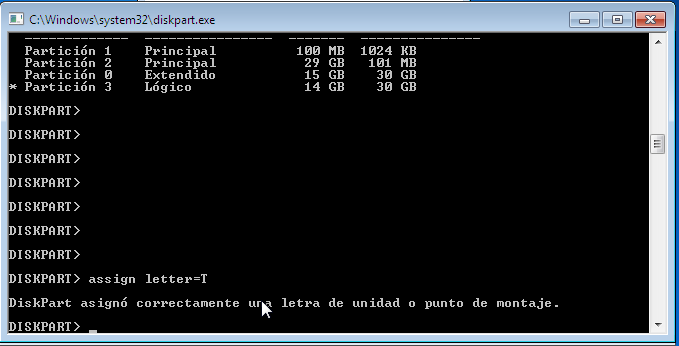 C:\Windows\system32\diskpart.exe
------------- ---------------- ------- ---------------
Partición 1 Principal 100 MB 1024 KB
Partición 2 Principal 29 GB 101 MB
Partición 0 Extendido 15 GB 30 GB
* Partición 3 Lógico 14 GB 30 GB
DISKPART>
DISKPART>
DISKPART>
DISKPART>
DISKPART>
DISKPART>
DISKPART>
DISKPART> assign letter=T
DiskPart asignó correctamente una letra de unidad o punto de montaje.
DISKPART> _